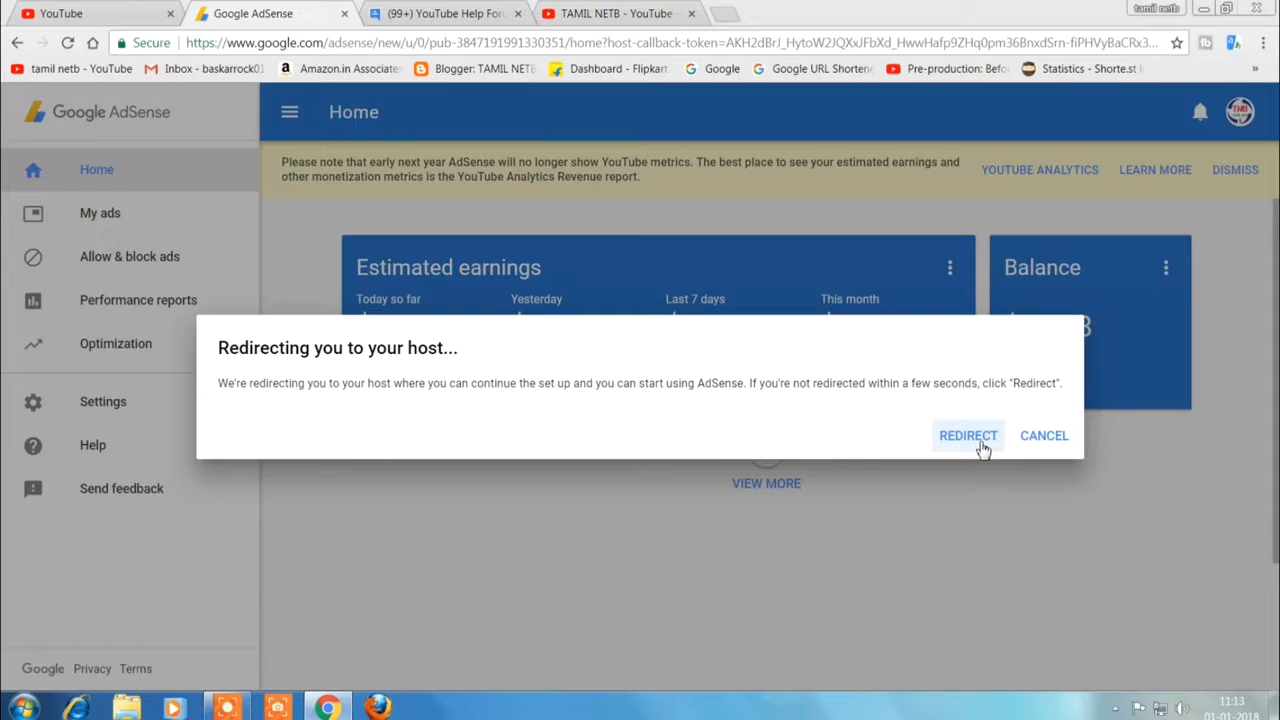 YouTube
Google AdSense
(99+) YouTube Help For
TAMIL NETB - YouTube
tamil netb
Secure
https://www.google.com/adsense/new/u/0/pub-3847191991330351/home?host-callback-token=AKH2dBrJ_HytoW2JQXxJFbXd_HwwHafp9ZHq0pm36BnxdSrn-fiPHVyBaCRx3...
tamil netb - YouTube
Inbox - baskarrock01
Amazon.in Associate
Blogger: TAMIL NETB
Dashboard - Flipkart
Google
Google URL Shortene
Pre-production: Befo
Statistics - Shorte.st l
»
Google AdSense
Home
TNB
Please note that early next year AdSense will no longer show YouTube metrics. The best place to see your estimated earnings and
other monetization metrics is the YouTube Analytics Revenue report.
YOUTUBE ANALYTICS
LEARN MORE
DISMISS
Home
My ads
Allow & block ads
Performance reports
Optimization
Settings
Help
Send feedback
Estimated earnings
Today so far
Yesterday
Last 7 days
This month
Balance
Redirecting you to your host...
We're redirecting you to your host where you can continue the set up and you can start using AdSense. If you're not redirected within a few seconds, click "Redirect".
REDIRECT
CANCEL
VIEW MORE
Google
Privacy
Terms
11:13
01-01-2018